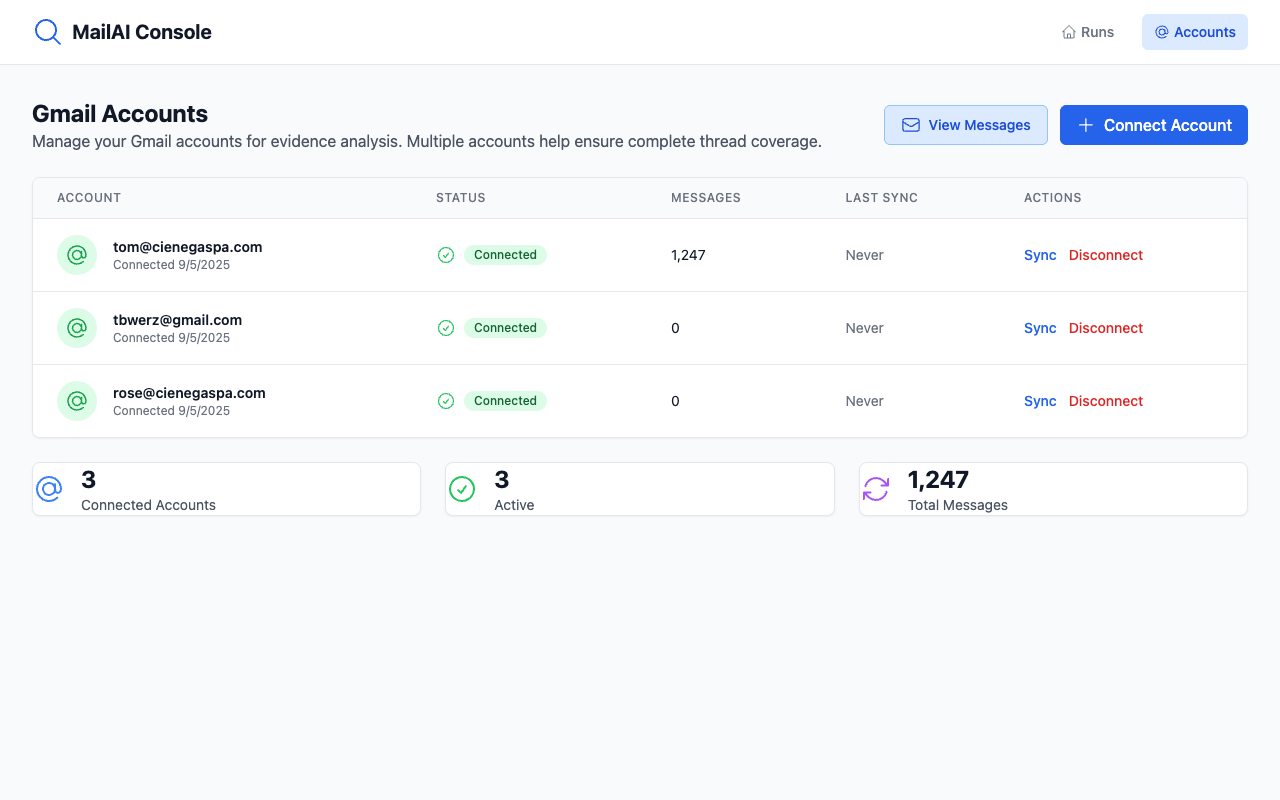 MailAI Console
Runs
Accounts
Gmail Accounts
Manage your Gmail accounts for evidence analysis. Multiple accounts help ensure complete thread coverage.
View Messages
Connect Account
ACCOUNT STATUS MESSAGES LAST SYNC ACTIONS
tom@cienegaspa.com
Connected 9/5/2025
Connected 1,247 Never Sync Disconnect
tbwerz@gmail.com
Connected 9/5/2025
Connected 0 Never Sync Disconnect
rose@cienegaspa.com
Connected 9/5/2025
Connected 0 Never Sync Disconnect
3
Connected Accounts
3
Active
1,247
Total Messages